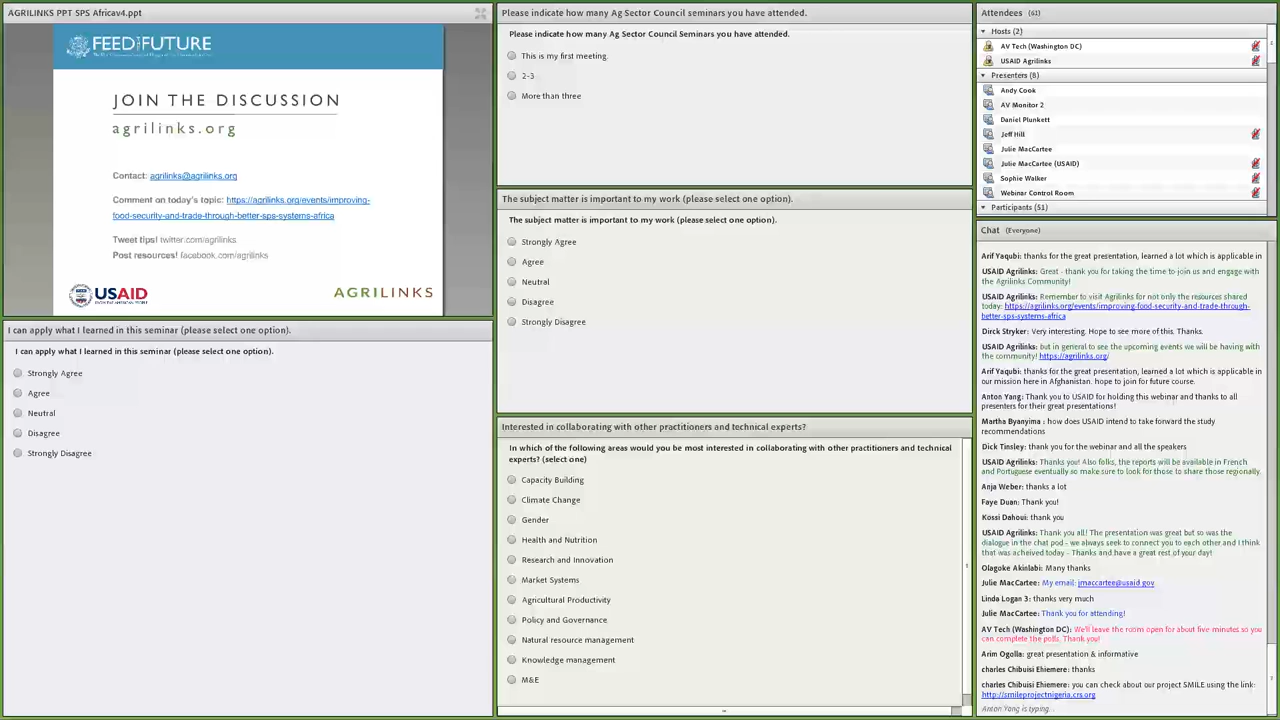 AGRILINKS PPT SPS Africav4.ppt
FEED THE FUTURE
JOIN THE DISCUSSION
agrilinks.org
Contact: agrilinks@agrilinks.org
Comment on today's topic: https://agrilinks.org/events/improving-
food-security-and-trade-through-better-sps-systems-africa
Tweet tips! twitter.com/agrilinks
Post resources! facebook.com/agrilinks
USAID
FROM THE AMERICAN PEOPLE
AGRILINKS
I can apply what I learned in this seminar (please select one option).
I can apply what I learned in this seminar (please select one option).
Strongly Agree
Agree
Neutral
Disagree
Strongly Disagree
Please indicate how many Ag Sector Council seminars you have attended.
Please indicate how many Ag Sector Council Seminars you have attended.
This is my first meeting.
2-3
More than three
The subject matter is important to my work (please select one option).
The subject matter is important to my work (please select one option).
Strongly Agree
Agree
Neutral
Disagree
Strongly Disagree
Interested in collaborating with other practitioners and technical experts?
In which of the following areas would you be most interested in collaborating with other practitioners and technical
experts? (select one)
Capacity Building
Climate Change
Gender
Health and Nutrition
Research and Innovation
Market Systems
Agricultural Productivity
Policy and Governance
Natural resource management
Knowledge management
M&E
Attendees (61)
Hosts (2)
AV Tech (Washington DC)
USAID Agrilinks
Presenters (8)
Andy Cook
AV Monitor 2
Daniel Plunkett
Jeff Hill
Julie MacCartee
Julie MacCartee (USAID)
Sophie Walker
Webinar Control Room
Participants (51)
Chat (Everyone)
Arif Yaqubi: thanks for the great presentation, learned a lot which is applicable in
USAID Agrilinks: Great - thank you for taking the time to join us and engage with
the Agrilinks Community!
USAID Agrilinks: Remember to visit Agrilinks for not only the resources shared
today: https://agrilinks.org/events/improving-food-security-and-trade-through-
better-sps-systems-africa
Dirck Stryker: Very interesting. Hope to see more of this. Thanks.
USAID Agrilinks: but in general to see the upcoming events we will be having with
the community! https://agrilinks.org/
Arif Yaqubi: thanks for the great presentation, learned a lot which is applicable in
our mission here in Afghanistan. hope to join for future course.
Anton Yang: Thank you to USAID for holding this webinar and thanks to all
presenters for their great presentations!
Martha Byanyima : how does USAID intend to take forward the study
recommendations
Dick Tinsley: thank you for the webinar and all the speakers
USAID Agrilinks: Thank you! Also folks, the reports will be available in French
and Portuguese eventually so make sure to look for those to share those regionally.
Anja Weber: thanks a lot
Faye Duan: Thank you!
Kossi Dahoui: thank you
USAID Agrilinks: Thank you all! The presentation was great but so was the
dialogue in the chat pod - we always seek to connect you to each other and I think
that was acheived today - Thanks and have a great rest of your day!
Olagoke Akinlabi: Many thanks
Julie MacCartee: My email: jmaccartee@usaid.gov
Linda Logan 3: thanks very much
Julie MacCartee: Thank you for attending!
AV Tech (Washington DC): We'll leave the room open for about five minutes so you
can complete the polls. Thank you!
Arim Ogolla: great presentation & informative
charles Chibuisi Ehiemere: thanks
charles Chibuisi Ehiemere: you can check about our project SMILE using the link:
http://smileprojectnigeria.crs.org
Anton Yang is typing...